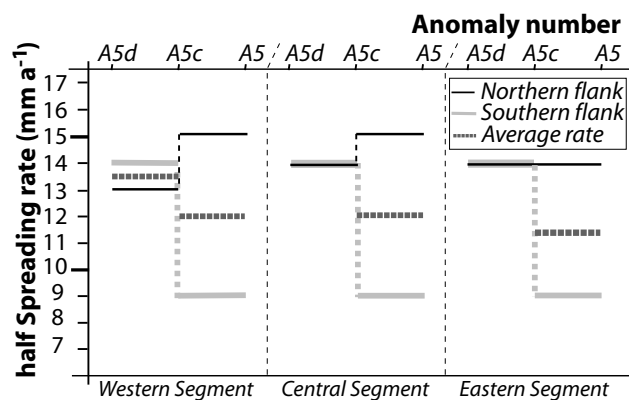 Anomaly number
A5d A5c A5 A5d A5c A5 A5d A5c A5
half Spreading rate (mm a-1)
17
16
15
14
13
12
11
10
9
8
7
Northern flank
Southern flank
Average rate
Western Segment Central Segment Eastern Segment